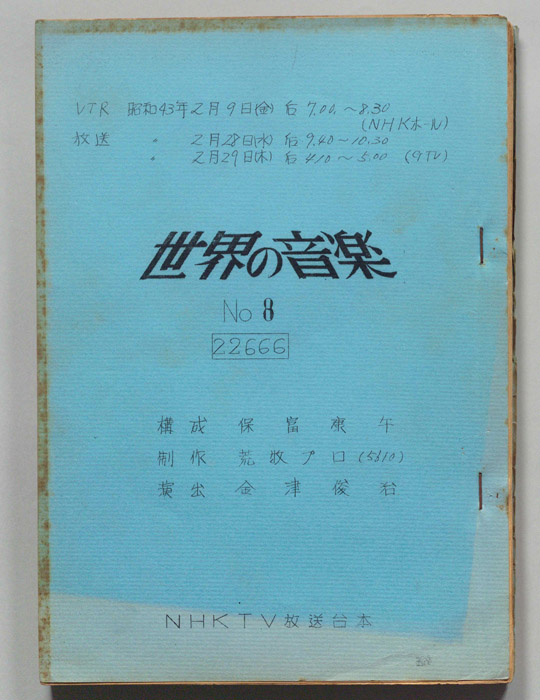 VTR 昭和43年2月9日(金) 后 7.00.～8.30
(NHKホール)
放送 〃 2月28日(水) 后 9.40～10.30
〃 2月29日(木) 后 4.10～5.00 (9TV)
世界の音楽
No 8
22666
構成 保富康午
制作 荒牧プロ(5610)
演出 金津俊治
NHKTV放送台本